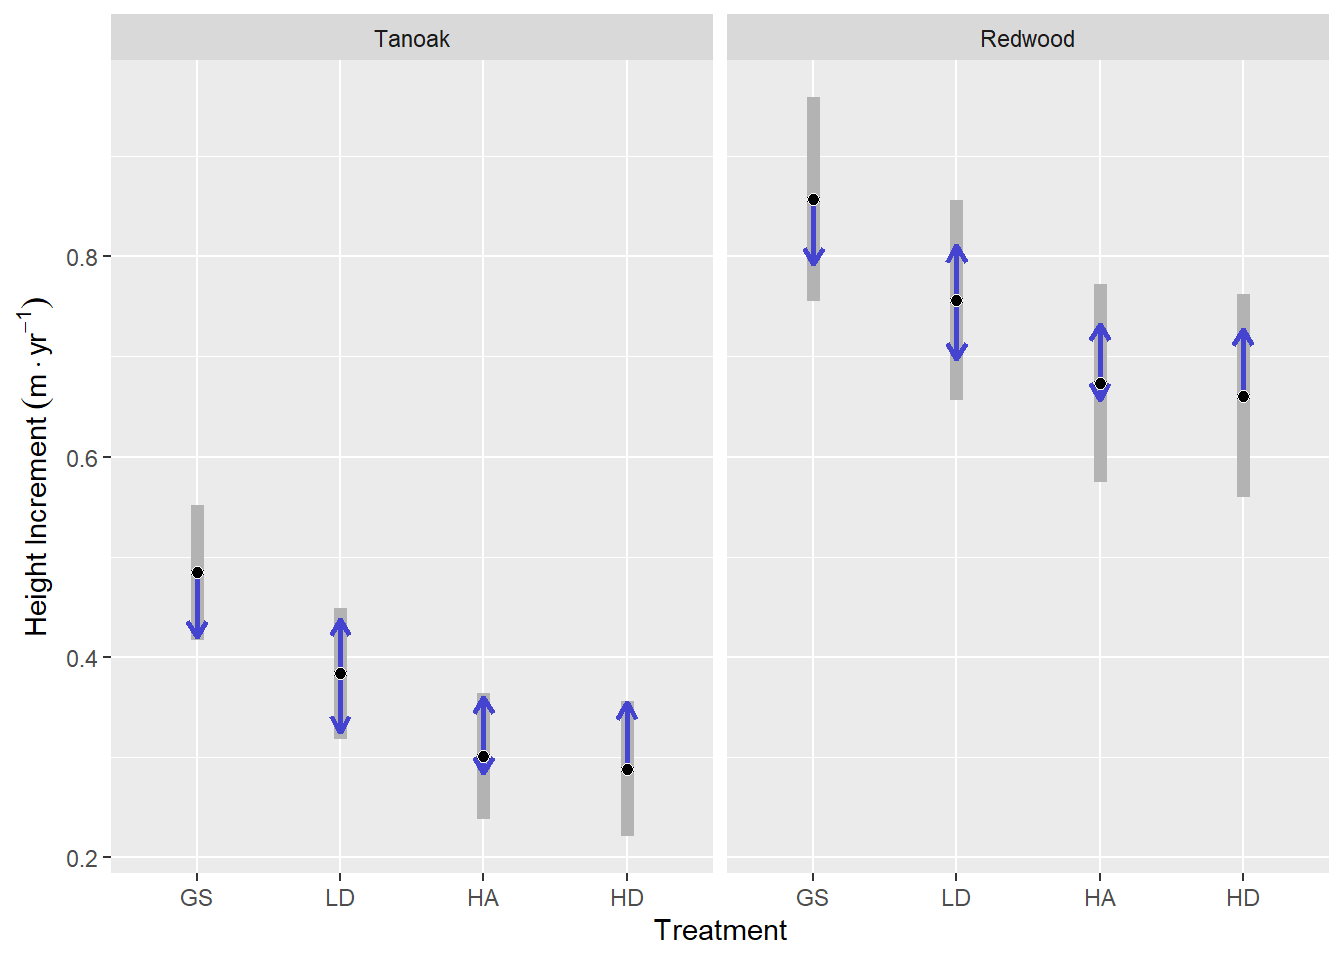 Tanoak Redwood
Height Increment (m · yr⁻¹)
0.8
0.6
0.4
0.2
GS LD HA HD GS LD HA HD
Treatment